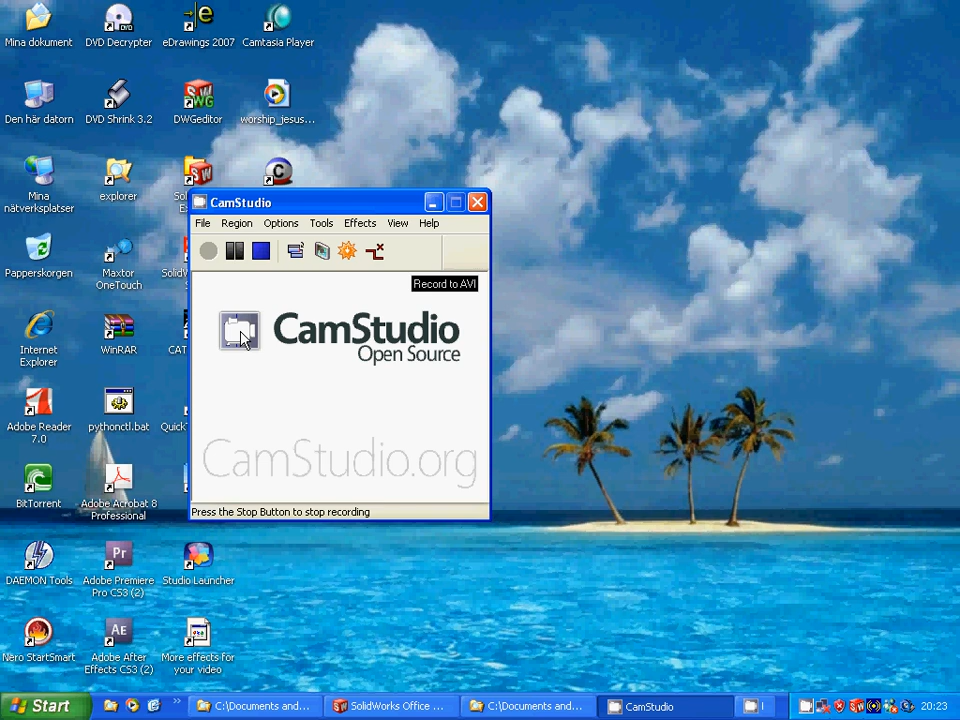 Mina dokument
DVD Decrypter
eDrawings 2007
Camtasia Player
Den här datorn
DVD Shrink 3.2
DWGeditor
worship_jesus...
Mina
nätverksplatser
explorer
Papperskorgen
Maxtor
OneTouch
Internet
Explorer
WinRAR
CAT
Adobe Reader
7.0
pythonctl.bat
BitTorrent
Adobe Acrobat 8
Professional
DAEMON Tools
Adobe Premiere
Pro CS3 (2)
Studio Launcher
Nero StartSmart
Adobe After
Effects CS3 (2)
More effects for
your video
CamStudio
File Region Options Tools Effects View Help
Record to AVI
CamStudio
Open Source
CamStudio.org
Press the Stop Button to stop recording
Start
C:\Documents and...
SolidWorks Office ...
C:\Documents and...
CamStudio
20:23